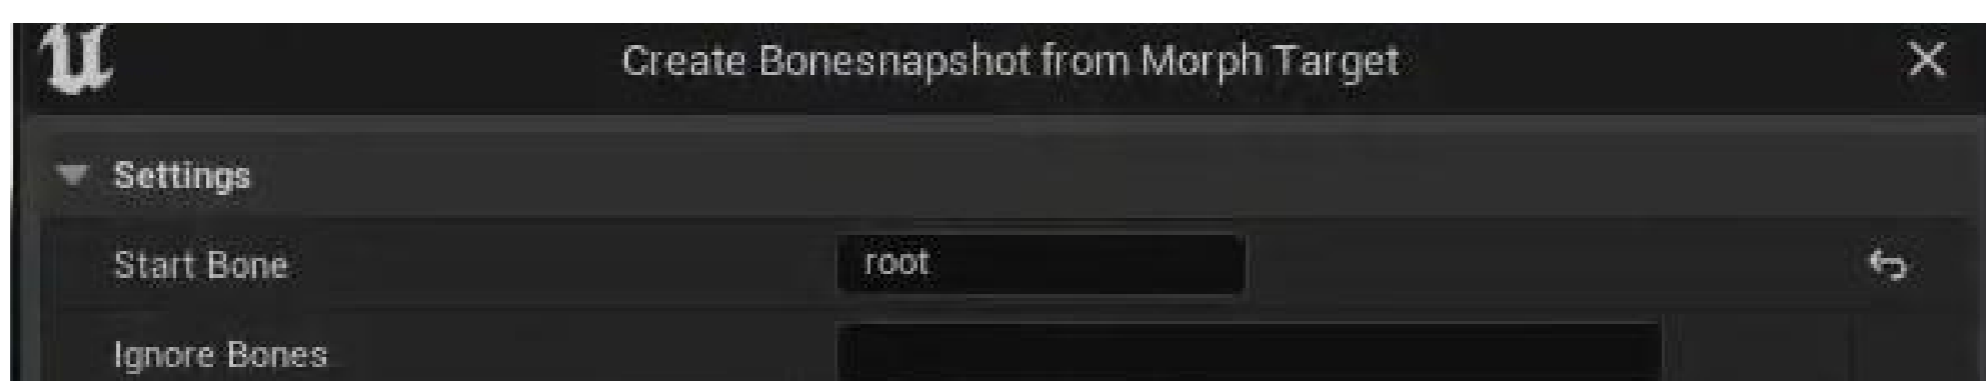 Create Bonesnapshot from Morph Target
Settings
Start Bone root
Ignore Bones